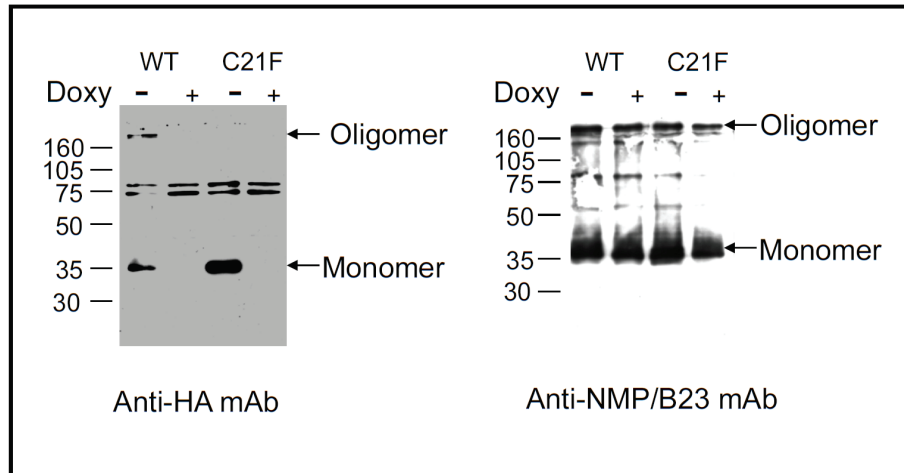 WT C21F
Doxy - + - +
Oligomer
160
105
75
50
35
30
Monomer
Anti-HA mAb
WT C21F
Doxy - + - +
Oligomer
160
105
75
50
35
30
Monomer
Anti-NMP/B23 mAb